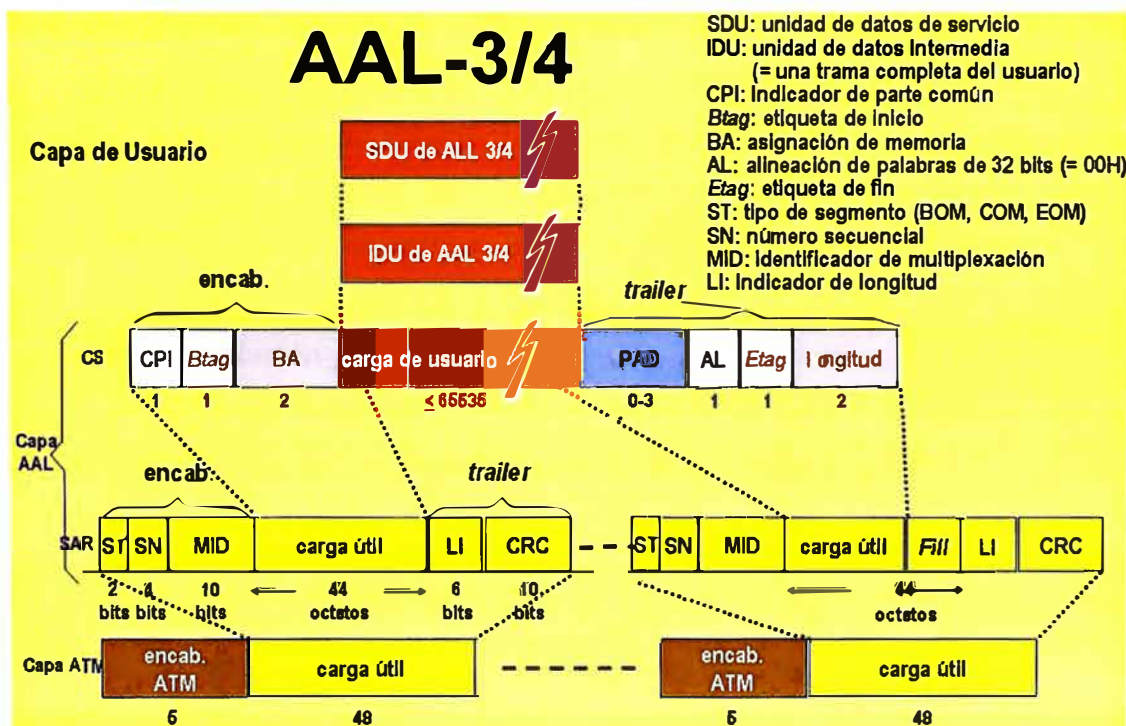 AAL-3/4
SDU: unidad de datos de servicio
IDU: unidad de datos Intermedia
(= una trama completa del usuario)
CPI: Indicador de parte común
Btag: etiqueta de inicio
BA: asignación de memoria
AL: alineación de palabras de 32 bits (= 00H)
Etag: etiqueta de fin
ST: tipo de segmento (BOM, COM, EOM)
SN: número secuencial
MID: identificador de multiplexación
LI: Indicador de longitud
Capa de Usuario
SDU de ALL 3/4
IDU de AAL 3/4
encab.
trailer
CS
CPI Btag BA carga de usuario PAD AL Etag Longitud
1 1 2 ≤ 65535 0-3 1 1 2
Capa
AAL
encab.
trailer
SAR ST SN MID carga útil LI CRC ST SN MID carga útil Fill LI CRC
2 4 10 44 6 10 44
bits bits bits octetos bits bits octetos
Capa ATM
encab.
ATM
carga útil
encab.
ATM
carga útil
5 48 5 48